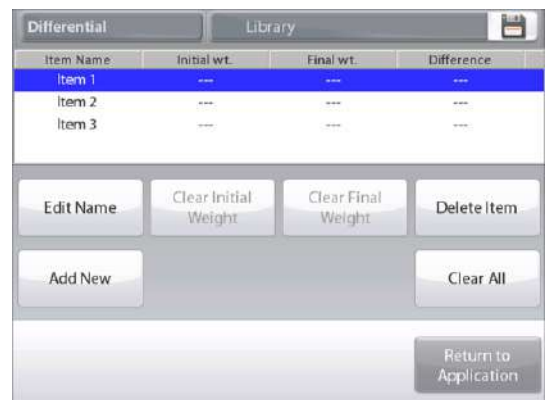 Differential Library
Item Name Initial wt. Final wt. Difference
Item 1 --- --- ---
Item 2 --- --- ---
Item 3 --- --- ---
Edit Name Clear Initial Weight Clear Final Weight Delete Item
Add New Clear All
Return to
Application